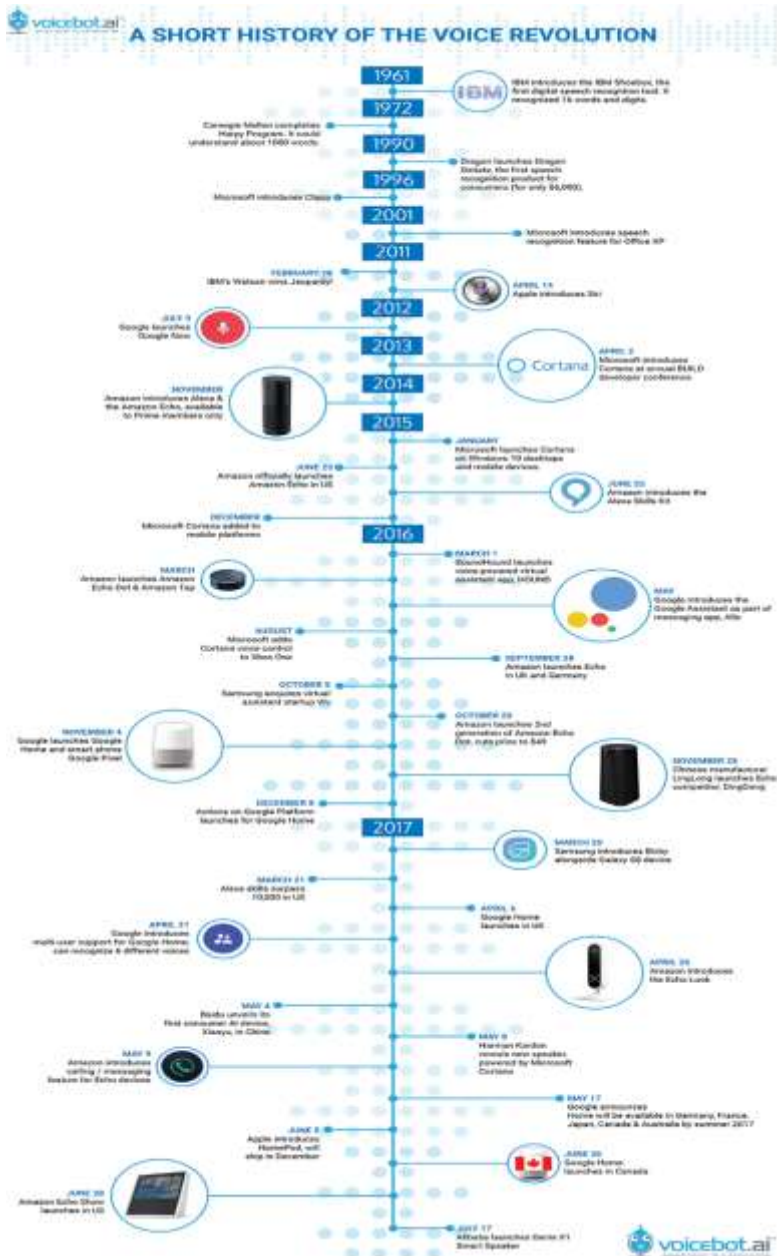 voicebot.ai
A SHORT HISTORY OF THE VOICE REVOLUTION
1961
IBM
IBM introduces the IBM Shoebox, the
first digital speech recognition tool. It
recognized 16 words and digits.
1972
Carnegie Mellon completes
Harpy Program. It could
understand about 1000 words.
1990
Dragon launches Dragon
Dictate, the first speech
recognition product for
consumers (for only $9,000).
1996
Microsoft introduces Clippy
2001
Microsoft introduces speech
recognition feature for Office XP
2011
FEBRUARY
IBM's Watson wins Jeopardy!
APRIL
Apple introduces Siri
2012
JULY
Google launches
Google Now
2013
Cortana
APRIL 2
Microsoft introduces
Cortana at annual BUILD
developer conference
2014
NOVEMBER
Amazon introduces Alexa &
the Amazon Echo, available
to Prime members only
2015
JANUARY
Microsoft launches Cortana
on Windows 10 desktops
and mobile devices
JUNE 23
Amazon officially launches
Amazon Echo in US
JUNE 25
Amazon introduces the
Alexa Skills Kit
DECEMBER
Microsoft Cortana added to
mobile platforms
2016
MARCH 1
SoundHound launches
voice-powered virtual
assistant app, HOUND
MARCH
Amazon launches Amazon
Echo Dot & Amazon Tap
MAY
Google introduces the
Google Assistant as part of
messaging app, Allo
AUGUST
Microsoft adds
Cortana voice control
to Xbox One
SEPTEMBER
Amazon launches Echo
in UK and Germany
OCTOBER
Samsung acquires virtual
assistant startup Viv
OCTOBER 20
Amazon launches 2nd
generation of Amazon Echo
Dot, cuts price to $49
NOVEMBER 4
Google launches Google
Home and smart phone
Google Pixel
NOVEMBER
Chinese manufacturer
LingLong launches Echo
competitor, DingDong
DECEMBER 8
Actions on Google Platform
launches for Google Home
2017
MARCH
Samsung introduces Bixby
alongside Galaxy S8 device
MARCH 21
Alexa skills surpass
10,000 in US
APRIL
Google Home
launches in UK
APRIL
Google introduces
multi-user support for Google Home,
can recognize 6 different voices
APRIL 26
Amazon introduces
the Echo Look
MAY 4
Baidu unveils its
first consumer AI device,
Xiaoyu, in China
MAY 8
Harman Kardon
reveals new speaker
powered by Microsoft
Cortana
MAY 9
Amazon introduces
calling / messaging
feature for Echo devices
MAY 17
Google announces
Home will be available in Germany, France,
Japan, Canada & Australia by summer 2017
JUNE 5
Apple introduces
HomePod, will
ship in December
JUNE
Google Home
launches in Canada
JUNE 28
Amazon Echo Show
launches in US
JULY
Alibaba launches Genie X1
Smart Speaker
voicebot.ai